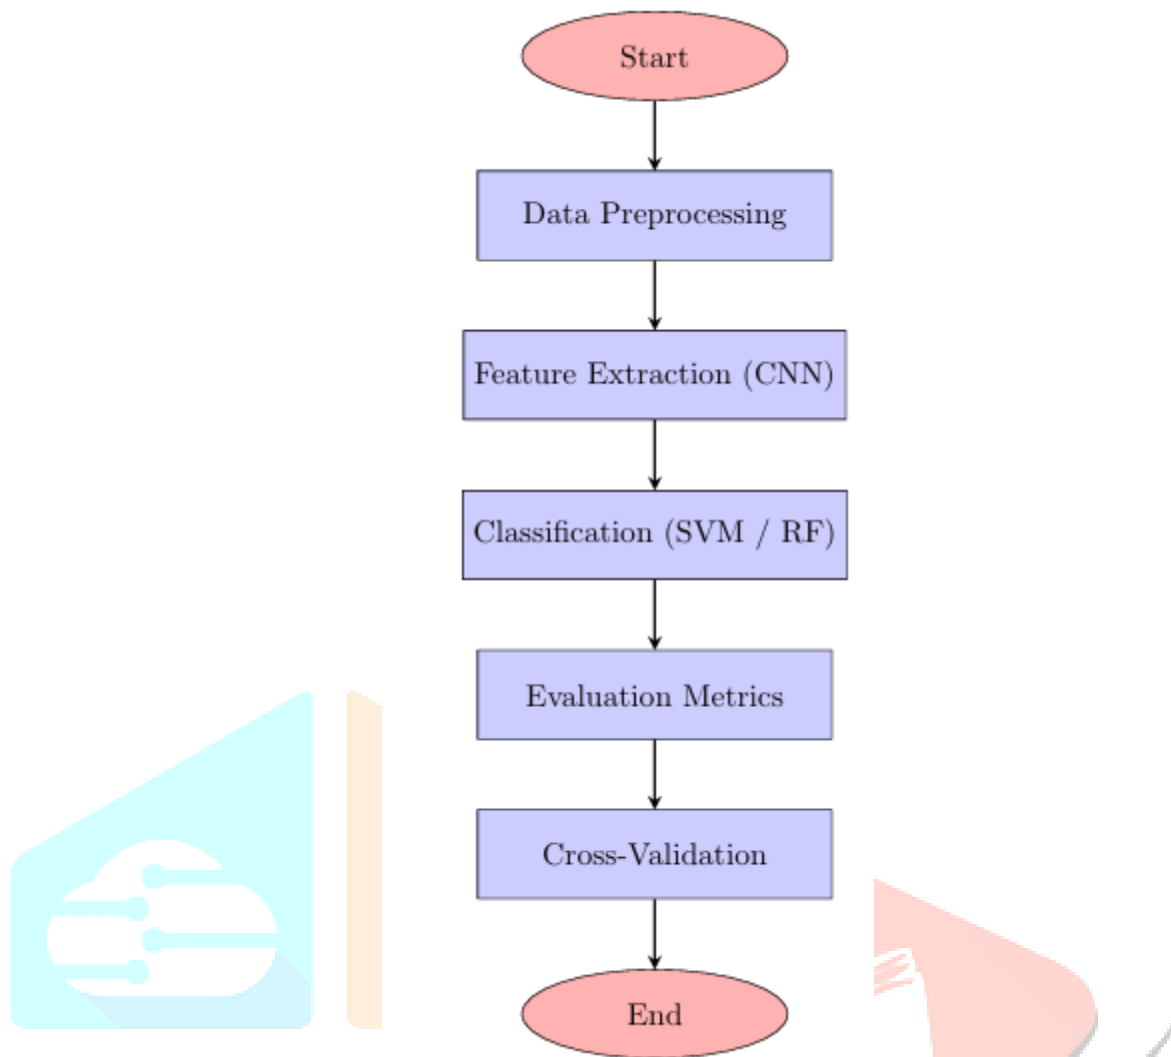 Start
Data Preprocessing
Feature Extraction (CNN)
Classification (SVM / RF)
Evaluation Metrics
Cross-Validation
End